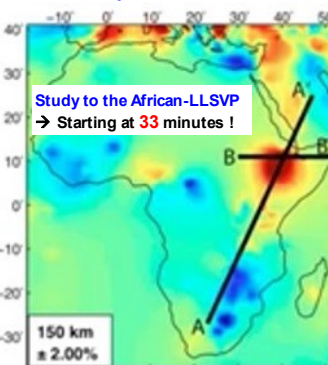 -10° 0° 10° 20° 30° 40° 50
40°
30°
Study to the African-LLSVP
→ Starting at 33 minutes !
A'
10°
B B
0°
-10°
-20°
A
-30°
150 km
± 2.00%